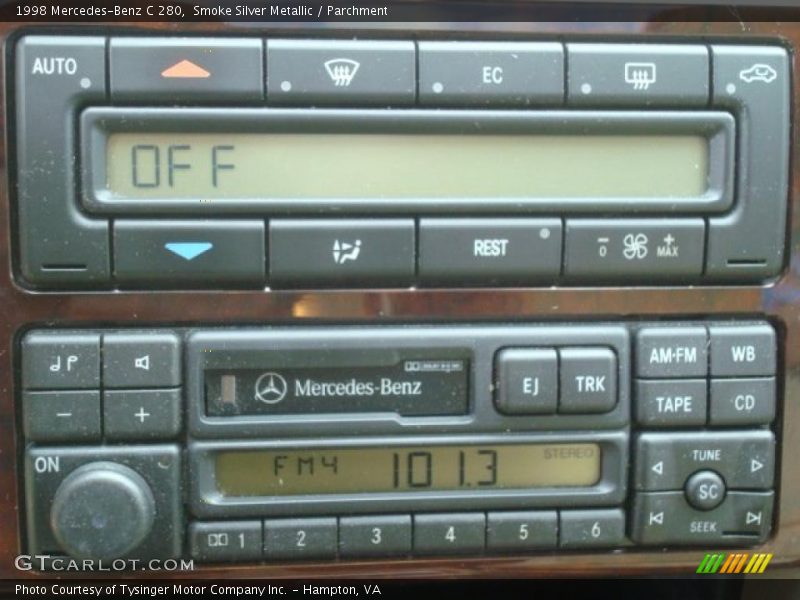 1998 Mercedes-Benz C 280,  Smoke Silver Metallic / Parchment
AUTO
EC
OFF
REST
0 MAX
Mercedes-Benz
EJ TRK
AM·FM WB
TAPE CD
ON
FM4 101.3 STEREO
TUNE
SC
SEEK
1 2 3 4 5 6
GTCARLOT.COM
Photo Courtesy of Tysinger Motor Company Inc. - Hampton, VA